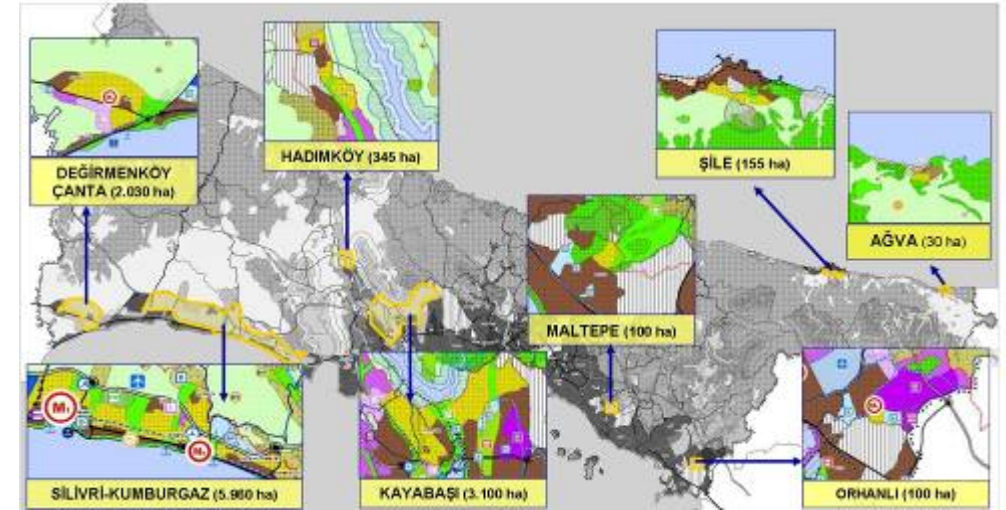 DEĞİRMENKÖY
ÇANTA (2.030 ha)
HADIMKÖY (345 ha)
ŞİLE (155 ha)
AĞVA (30 ha)
MALTEPE (100 ha)
SİLİVRİ-KUMBURGAZ (5.960 ha)
KAYABAŞI (3.100 ha)
ORHANLI (100 ha)